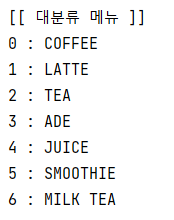 [[ 대분류 메뉴 ]]
0 : COFFEE
1 : LATTE
2 : TEA
3 : ADE
4 : JUICE
5 : SMOOTHIE
6 : MILK TEA